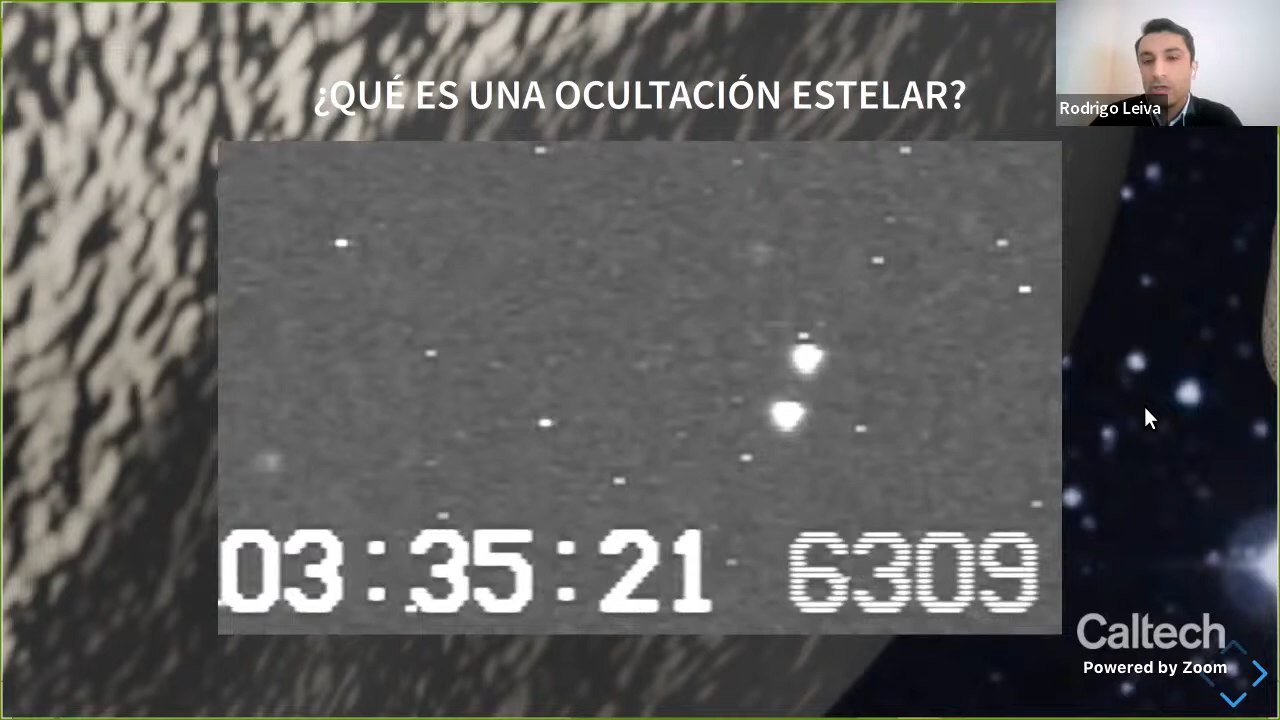 ¿QUÉ ES UNA OCULTACIÓN ESTELAR?
Rodrigo Leiva
03:35:21 6309
Caltech
Powered by Zoom